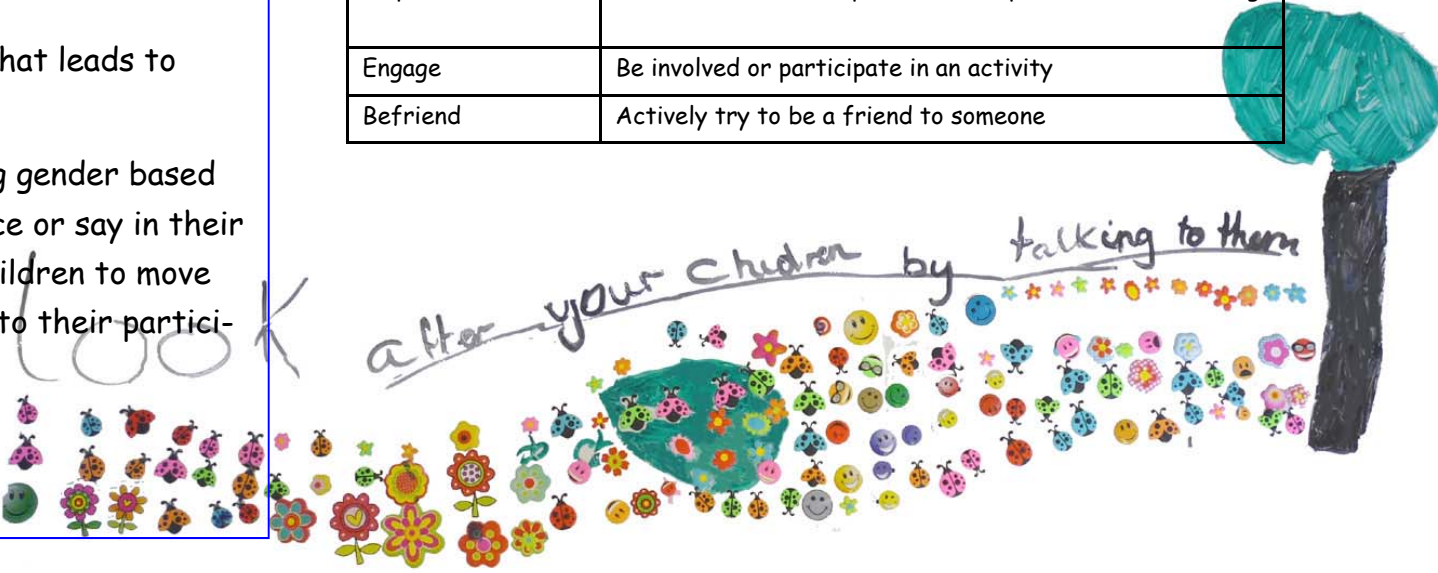 hat leads to
g gender based
ce or say in their
ildren to move
to their partici-
Engage Be involved or participate in an activity
Befriend Actively try to be a friend to someone
Look after your Chidren by talking to them